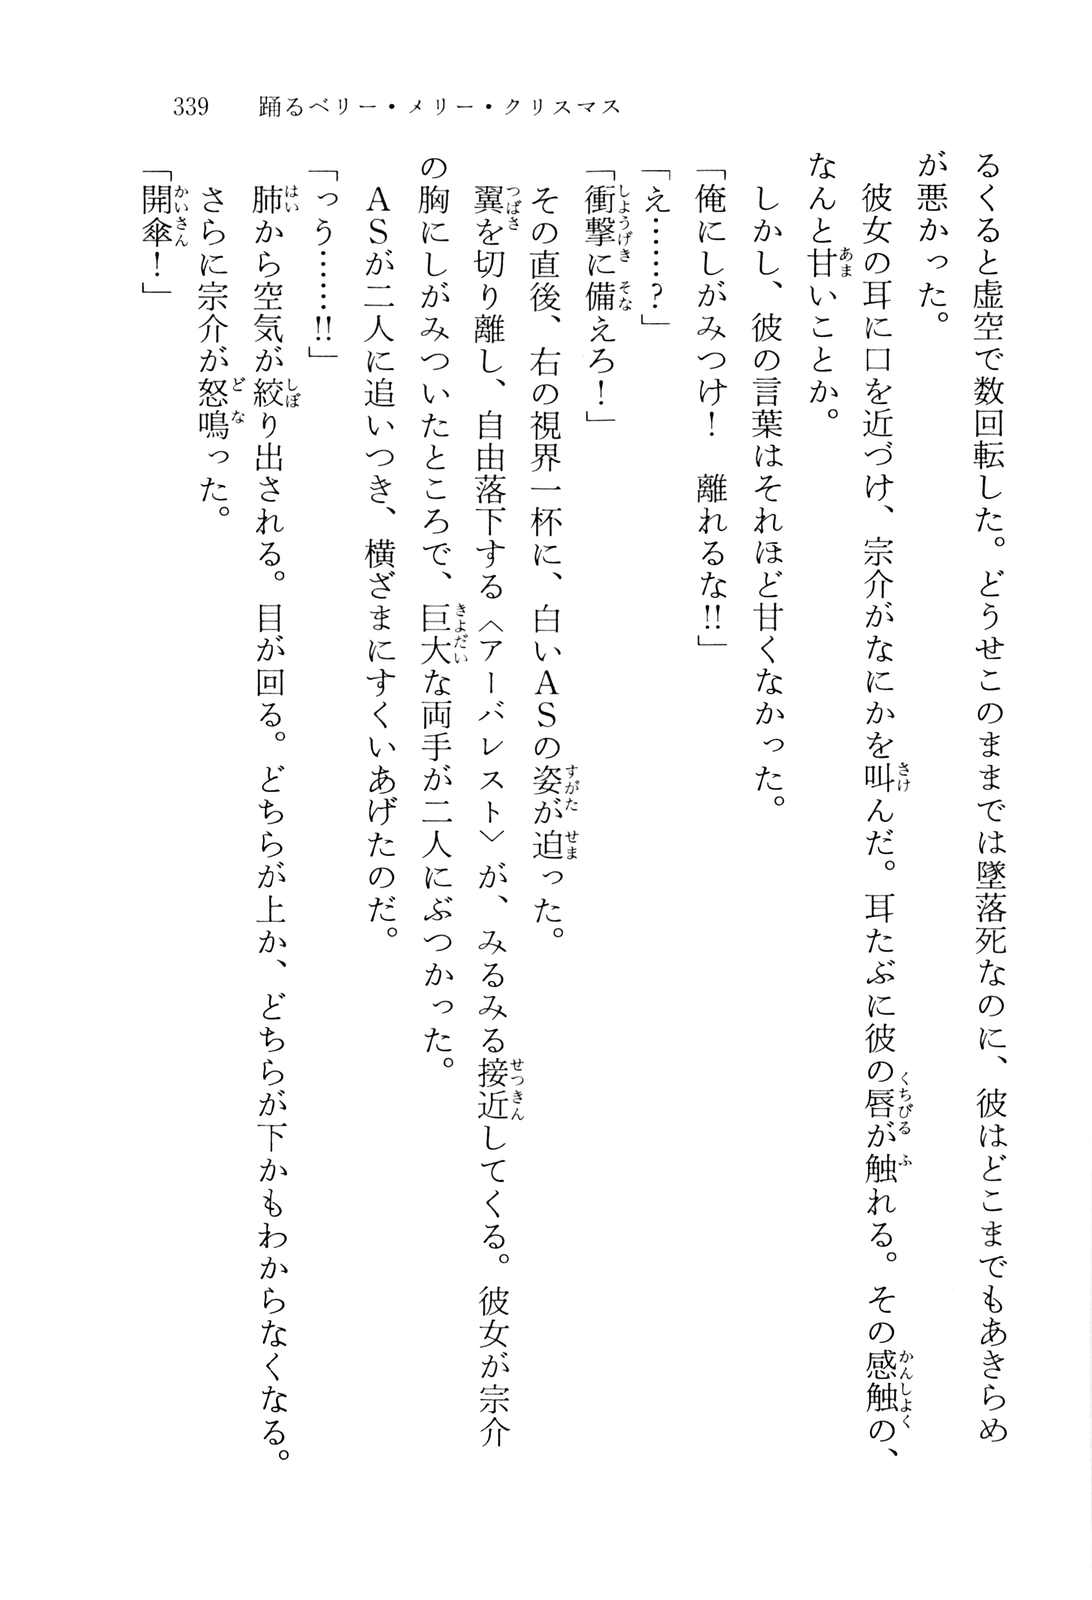 339　踊るベリー・メリー・クリスマス
るくると虚空で数回転した。どうせこのままでは墜落死なのに、彼はどこまでもあきらめ
が悪かった。
　彼女の耳に口を近づけ、宗介がなにかを叫んだ。耳たぶに彼の唇が触れる。その感触の、
なんと甘いことか。
　しかし、彼の言葉はそれほど甘くなかった。
「俺にしがみつけ！　離れるな‼」
「え……？」
「衝撃に備えろ！」
　その直後、右の視界一杯に、白いＡＳの姿が迫った。
　翼を切り離し、自由落下する〈アーバレスト〉が、みるみる接近してくる。彼女が宗介
の胸にしがみついたところで、巨大な両手が二人にぶつかった。
　ＡＳが二人に追いつき、横ざまにすくいあげたのだ。
「っう……‼」
　肺から空気が絞り出される。目が回る。どちらが上か、どちらが下かもわからなくなる。
　さらに宗介が怒鳴った。
「開傘！」